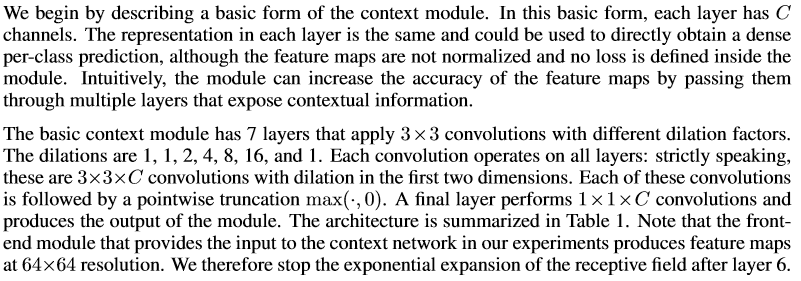 We begin by describing a basic form of the context module. In this basic form, each layer has C
channels. The representation in each layer is the same and could be used to directly obtain a dense
per-class prediction, although the feature maps are not normalized and no loss is defined inside the
module. Intuitively, the module can increase the accuracy of the feature maps by passing them
through multiple layers that expose contextual information.
The basic context module has 7 layers that apply 3×3 convolutions with different dilation factors.
The dilations are 1, 1, 2, 4, 8, 16, and 1. Each convolution operates on all layers: strictly speaking,
these are 3×3×C convolutions with dilation in the first two dimensions. Each of these convolutions
is followed by a pointwise truncation max(·, 0). A final layer performs 1×1×C convolutions and
produces the output of the module. The architecture is summarized in Table 1. Note that the front-
end module that provides the input to the context network in our experiments produces feature maps
at 64×64 resolution. We therefore stop the exponential expansion of the receptive field after layer 6.